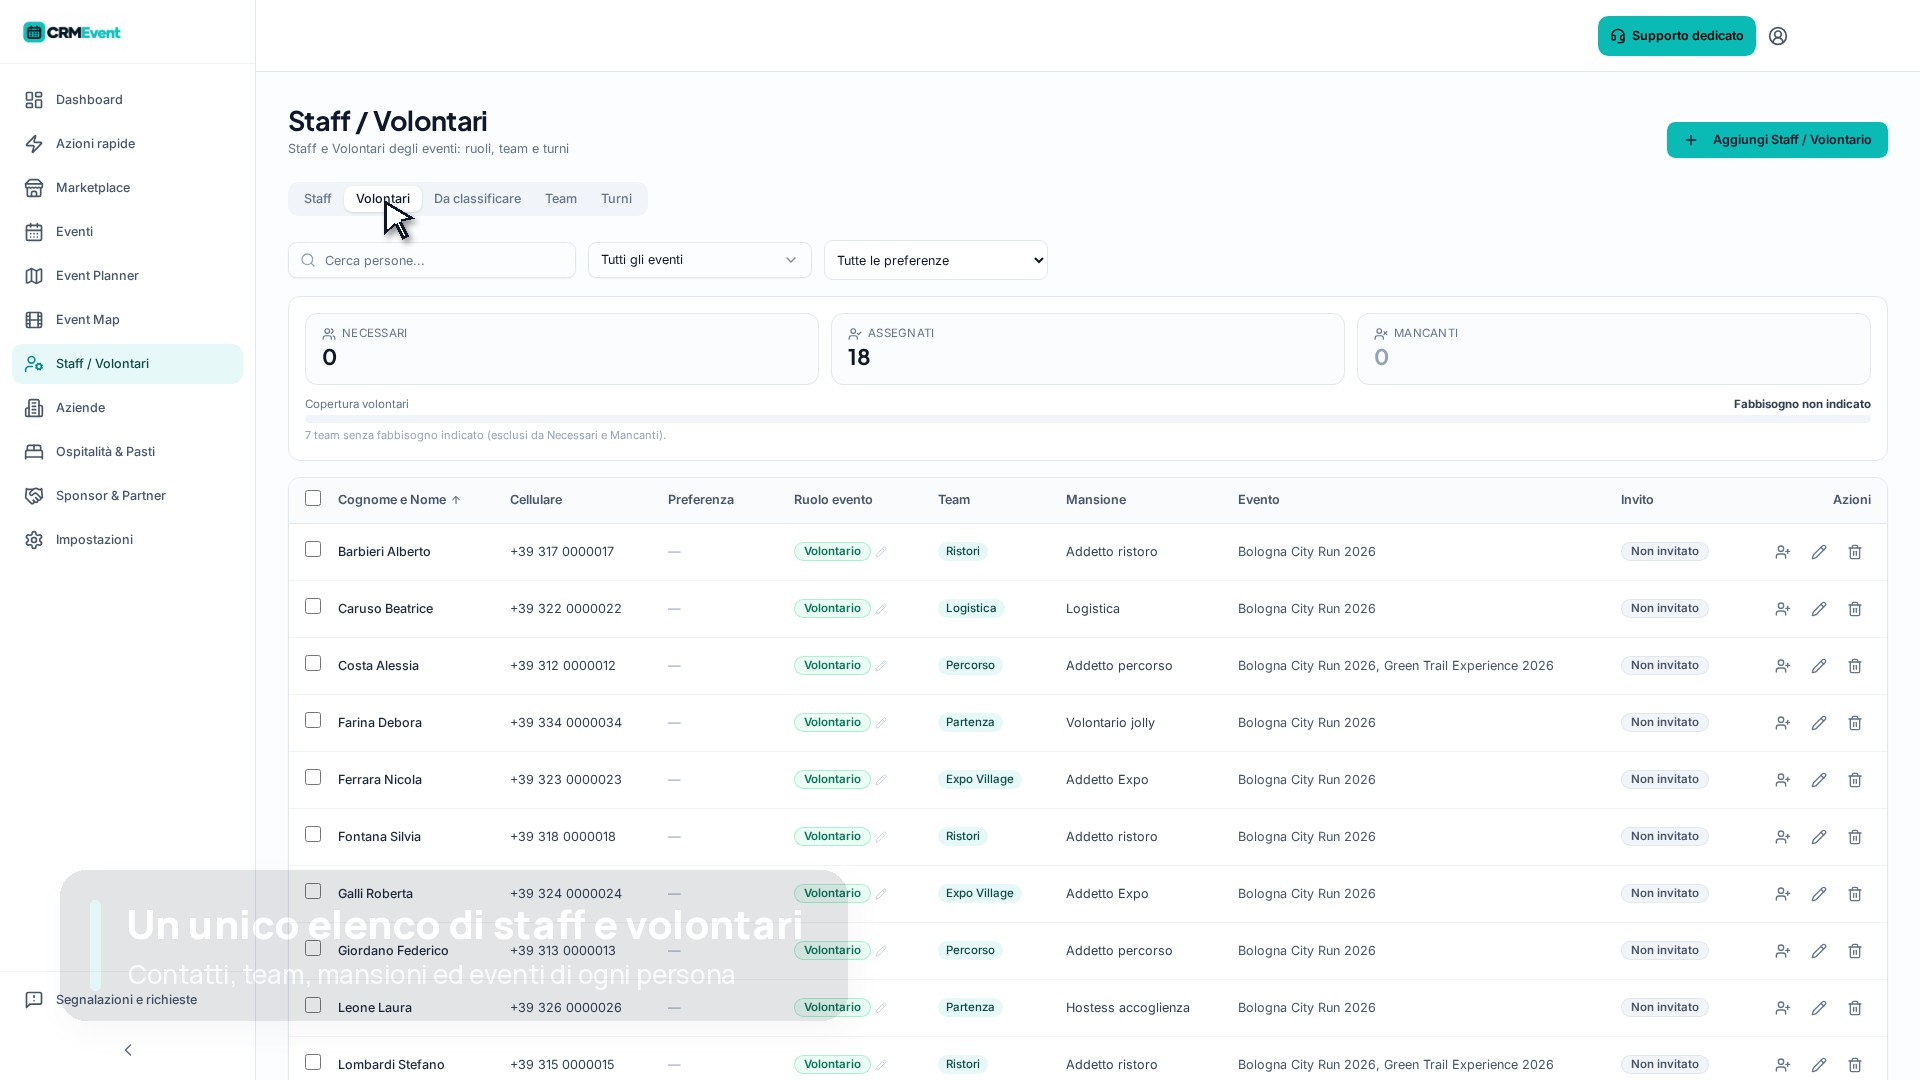 CRMEvent
Supporto dedicato
Dashboard
Azioni rapide
Marketplace
Eventi
Event Planner
Event Map
Staff / Volontari
Aziende
Ospitalità & Pasti
Sponsor & Partner
Impostazioni
Segnalazioni e richieste
Staff / Volontari
Staff e Volontari degli eventi: ruoli, team e turni
Aggiungi Staff / Volontario
Staff Volontari Da classificare Team Turni
Cerca persone... Tutti gli eventi Tutte le preferenze
NECESSARI ASSEGNATI MANCANTI
0 18 0
Copertura volontari Fabbisogno non indicato
7 team senza fabbisogno indicato (esclusi da Necessari e Mancanti).
Cognome e Nome ↑ Cellulare Preferenza Ruolo evento Team Mansione Evento Invito Azioni
Barbieri Alberto +39 317 0000017 — Volontario Ristori Addetto ristoro Bologna City Run 2026 Non invitato
Caruso Beatrice +39 322 0000022 — Volontario Logistica Logistica Bologna City Run 2026 Non invitato
Costa Alessia +39 312 0000012 — Volontario Percorso Addetto percorso Bologna City Run 2026, Green Trail Experience 2026 Non invitato
Farina Debora +39 334 0000034 — Volontario Partenza Volontario jolly Bologna City Run 2026 Non invitato
Ferrara Nicola +39 323 0000023 — Volontario Expo Village Addetto Expo Bologna City Run 2026 Non invitato
Fontana Silvia +39 318 0000018 — Volontario Ristori Addetto ristoro Bologna City Run 2026 Non invitato
Galli Roberta +39 324 0000024 — Volontario Expo Village Addetto Expo Bologna City Run 2026 Non invitato
Giordano Federico +39 313 0000013 — Volontario Percorso Addetto percorso Bologna City Run 2026 Non invitato
Leone Laura +39 326 0000026 — Volontario Partenza Hostess accoglienza Bologna City Run 2026 Non invitato
Lombardi Stefano +39 315 0000015 — Volontario Ristori Addetto ristoro Bologna City Run 2026, Green Trail Experience 2026 Non invitato
Un unico elenco di staff e volontari
Contatti, team, mansioni ed eventi di ogni persona